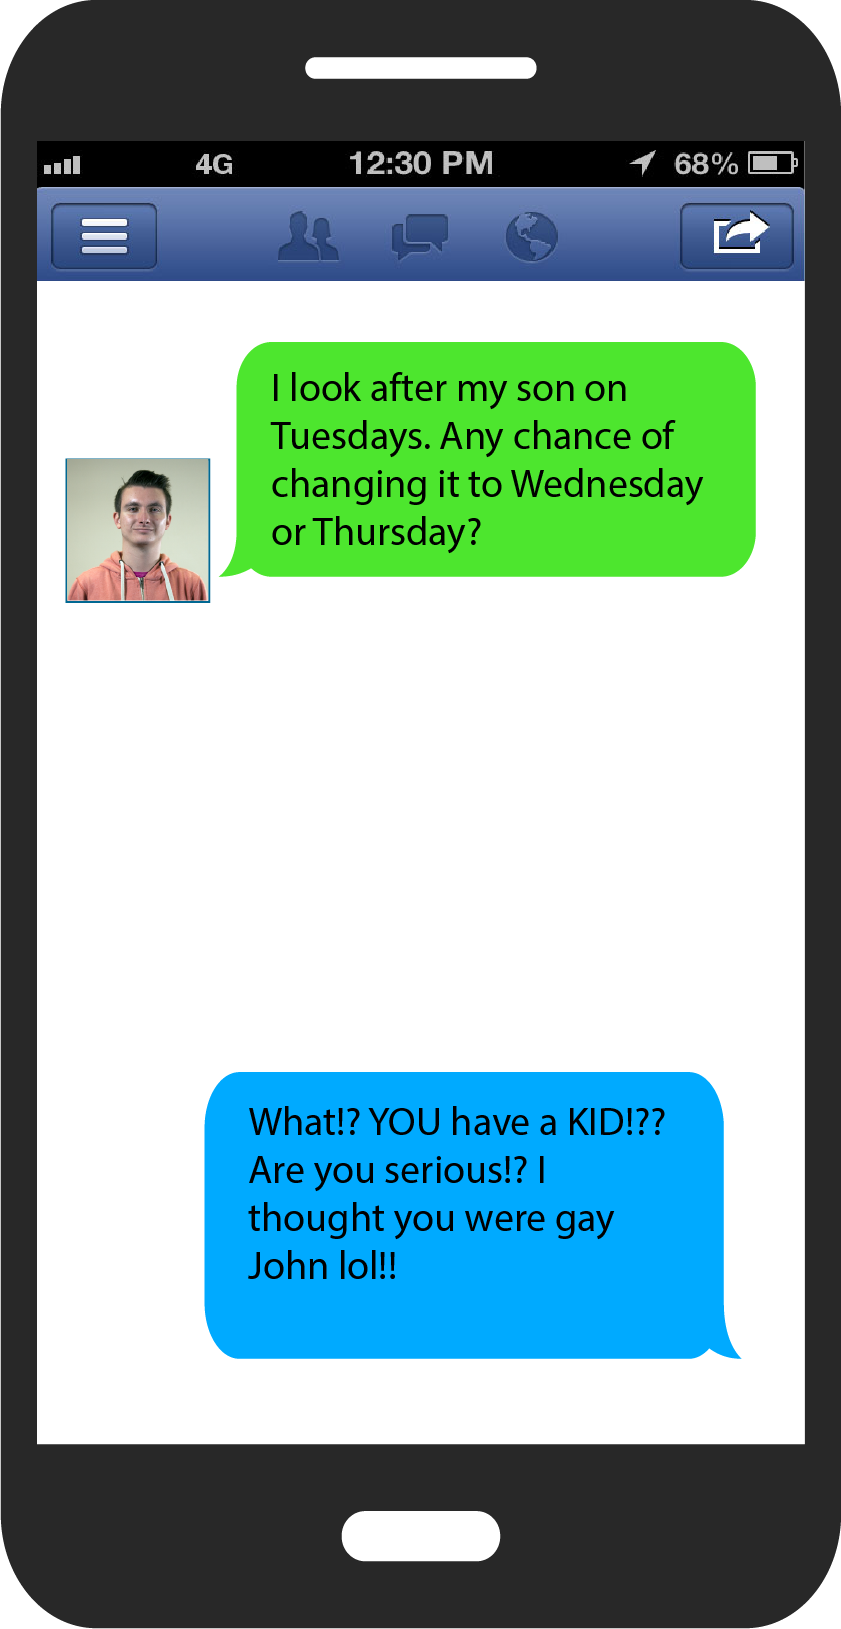 4G 12:30 PM 68%
I look after my son on
Tuesdays. Any chance of
changing it to Wednesday
or Thursday?
What!? YOU have a KID!??
Are you serious!? I
thought you were gay
John lol!!